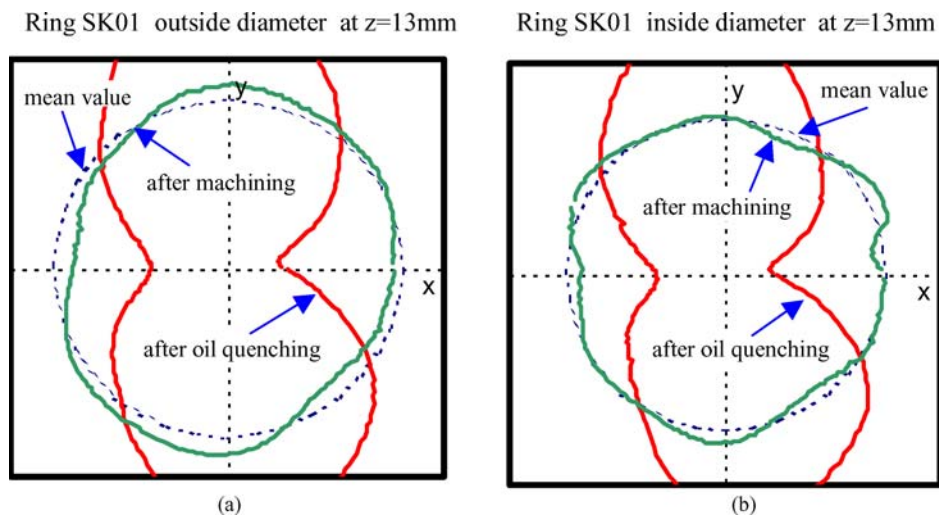 Ring SK01 outside diameter at z=13mm
y
mean value
after machining
x
after oil quenching
(a)
Ring SK01 inside diameter at z=13mm
y
mean value
after machining
x
after oil quenching
(b)